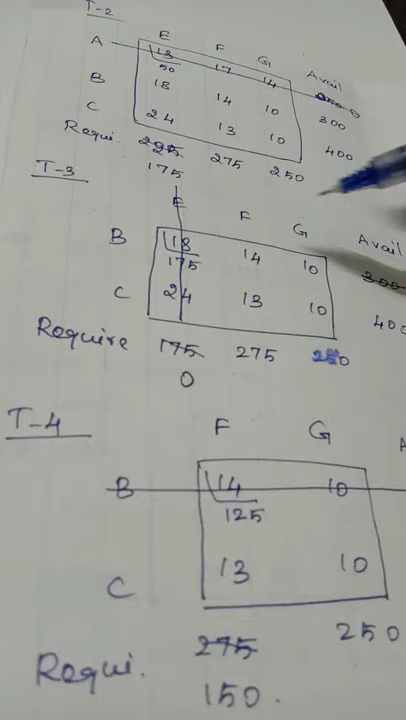 T-2
E F G Avail
A 13 17 14
50
B 18 14 10 300
C 24 13 10 400
Requi. 225 275 250
175
T-3
E F G Avail
B 18 14 10 300
175
C 24 13 10 400
Require 175 275 250
0
T-4
F G A
B 14 10
125
C 13 10
Requi. 275 250
150.